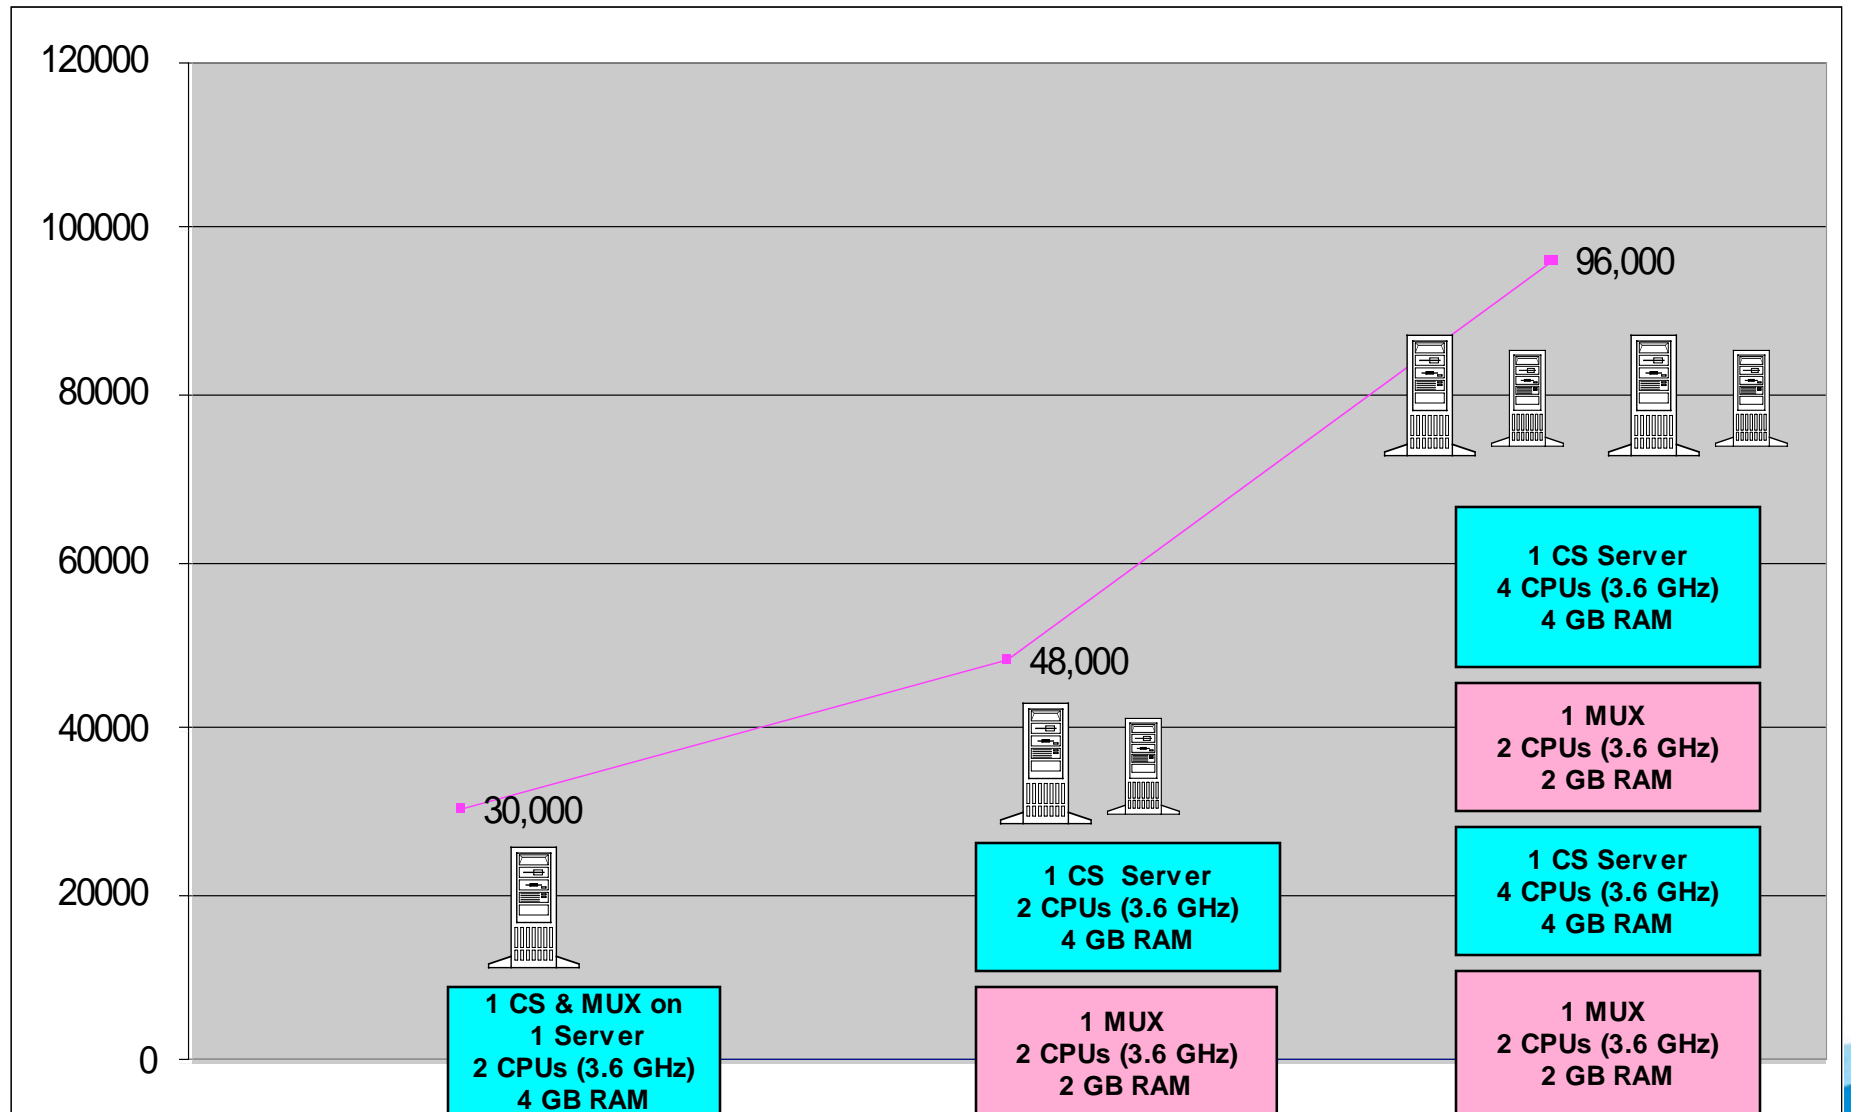 120000
100000
80000
60000
40000
20000
0
30,000
48,000
96,000
1 CS & MUX on
1 Server
2 CPUs (3.6 GHz)
4 GB RAM
1 CS Server
2 CPUs (3.6 GHz)
4 GB RAM
1 MUX
2 CPUs (3.6 GHz)
2 GB RAM
1 CS Server
4 CPUs (3.6 GHz)
4 GB RAM
1 MUX
2 CPUs (3.6 GHz)
2 GB RAM
1 CS Server
4 CPUs (3.6 GHz)
4 GB RAM
1 MUX
2 CPUs (3.6 GHz)
2 GB RAM